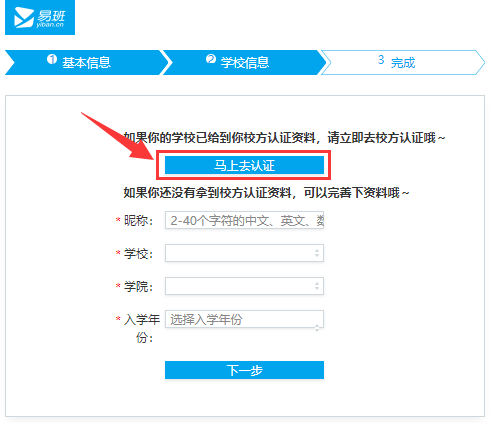 易班
yiban.cn
1 基本信息
2 学校信息
3 完成
如果你的学校已给到你校方认证资料，请立即去校方认证哦～
马上去认证
如果你还没有拿到校方认证资料，可以完善下资料哦～
* 昵称： 2-40个字符的中文、英文、数
* 学校：
* 学院：
* 入学年份： 选择入学年份
下一步